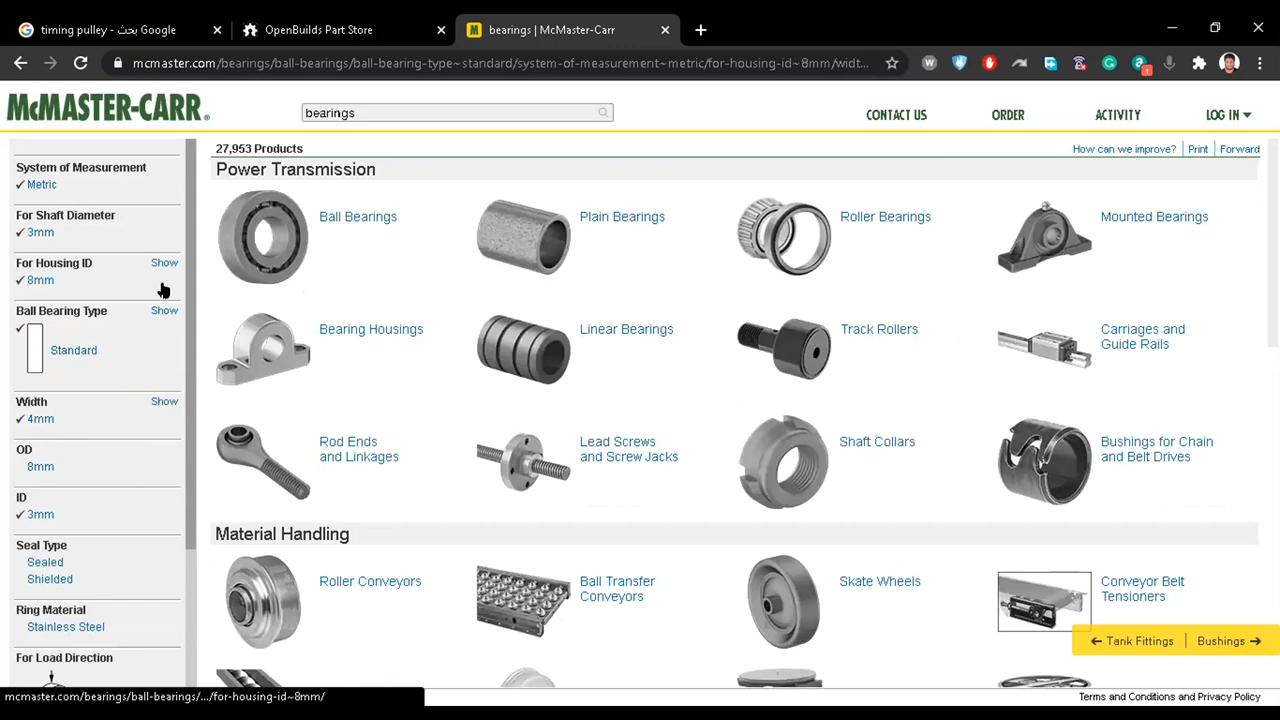 timing pulley - بحث Google
OpenBuilds Part Store
bearings | McMaster-Carr
mcmaster.com/bearings/ball-bearings/ball-bearing-type~standard/system-of-measurement~metric/for-housing-id~8mm/widt...
McMASTER-CARR®
bearings
CONTACT US
ORDER
ACTIVITY
LOG IN
System of Measurement
Metric
For Shaft Diameter
3mm
For Housing ID Show
8mm
Ball Bearing Type Show
Standard
Width Show
4mm
OD
8mm
ID
3mm
Seal Type
Sealed
Shielded
Ring Material
Stainless Steel
For Load Direction
27,953 Products
How can we improve? Print Forward
Power Transmission
Ball Bearings
Plain Bearings
Roller Bearings
Mounted Bearings
Bearing Housings
Linear Bearings
Track Rollers
Carriages and
Guide Rails
Rod Ends
and Linkages
Lead Screws
and Screw Jacks
Shaft Collars
Bushings for Chain
and Belt Drives
Material Handling
Roller Conveyors
Ball Transfer
Conveyors
Skate Wheels
Conveyor Belt
Tensioners
Tank Fittings
Bushings
mcmaster.com/bearings/ball-bearings/.../for-housing-id~8mm/
Terms and Conditions and Privacy Policy